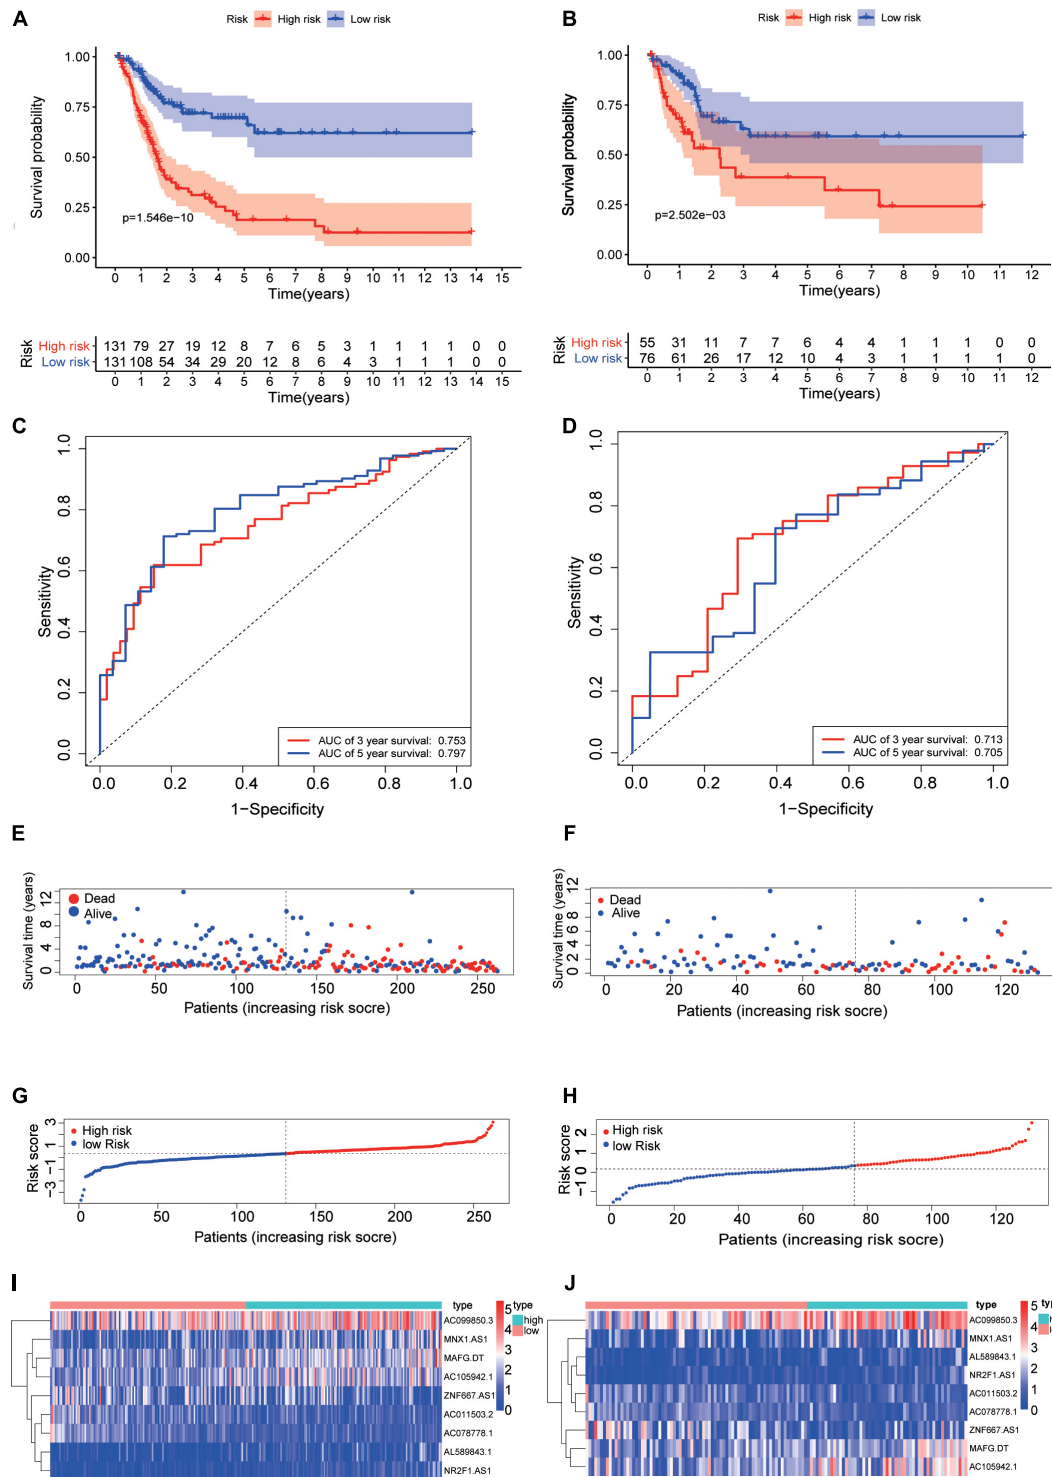 A
Risk High risk Low risk
Survival probability
1.00
0.75
0.50
0.25
0.00
p=1.546e−10
0 1 2 3 4 5 6 7 8 9 10 11 12 13 14 15
Time(years)
Risk
High risk 131 79 27 19 12 8 7 6 5 3 1 1 1 1 0 0
Low risk 131 108 54 34 29 20 12 8 6 4 3 1 1 1 0 0
0 1 2 3 4 5 6 7 8 9 10 11 12 13 14 15
Time(years)
B
Risk High risk Low risk
Survival probability
1.00
0.75
0.50
0.25
0.00
p=2.502e−03
0 1 2 3 4 5 6 7 8 9 10 11 12
Time(years)
Risk
High risk 55 31 11 7 7 6 4 4 1 1 1 0 0
Low risk 76 61 26 17 12 10 4 3 1 1 1 1 0
0 1 2 3 4 5 6 7 8 9 10 11 12
Time(years)
C
Sensitivity
1.0
0.8
0.6
0.4
0.2
0.0
AUC of 3 year survival: 0.753
AUC of 5 year survival: 0.797
0.0 0.2 0.4 0.6 0.8 1.0
1−Specificity
D
Sensitivity
1.0
0.8
0.6
0.4
0.2
0.0
AUC of 3 year survival: 0.713
AUC of 5 year survival: 0.705
0.0 0.2 0.4 0.6 0.8 1.0
1−Specificity
E
Survival time (years)
12
8
4
2
0
Dead
Alive
0 50 100 150 200 250
Patients (increasing risk socre)
F
Survival time (years)
12
8
6
4
2
0
Dead
Alive
0 20 40 60 80 100 120
Patients (increasing risk socre)
G
Risk score
3
1
−1
−3
High risk
low Risk
0 50 100 150 200 250
Patients (increasing risk socre)
H
Risk score
2
1
0
−1
High risk
low Risk
0 20 40 60 80 100 120
Patients (increasing risk socre)
I
type
AC099850.3
MNX1.AS1
MAFG.DT
AC105942.1
ZNF667.AS1
AC011503.2
AC078778.1
AL589843.1
NR2F1.AS1
5
4
3
2
1
0
type
high
low
J
type
AC099850.3
MNX1.AS1
AL589843.1
NR2F1.AS1
AC011503.2
AC078778.1
ZNF667.AS1
MAFG.DT
AC105942.1
5
4
3
2
1
0